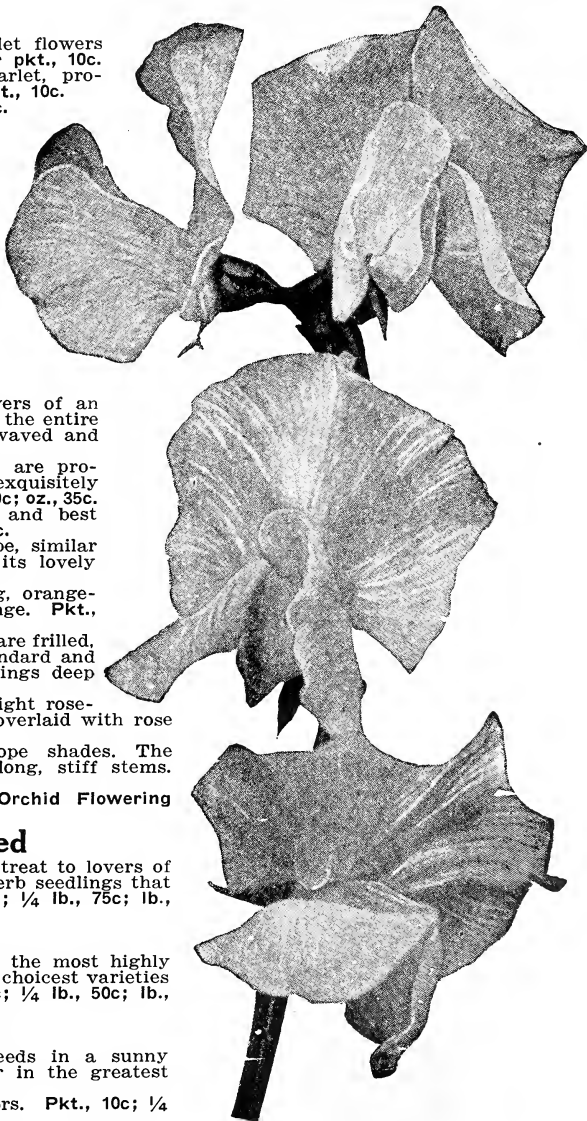 let flowers
pkt., 10c.
arlet, pro-
t., 10c.
c.
ers of an
the entire
waved and
are pro-
exquisitely
0c; oz., 35c.
and best
c.
pe, similar
its lovely
g, orange-
nge. Pkt.,
are frilled,
ndard and
ings deep
ight rose-
overlaid with rose
ope shades. The
long, stiff stems.
Orchid Flowering
ed
treat to lovers of
erb seedlings that
; ¼ lb., 75c; lb.,
the most highly
choicest varieties
c; ¼ lb., 50c; lb.,
eeds in a sunny
r in the greatest
rs. Pkt., 10c; ¼